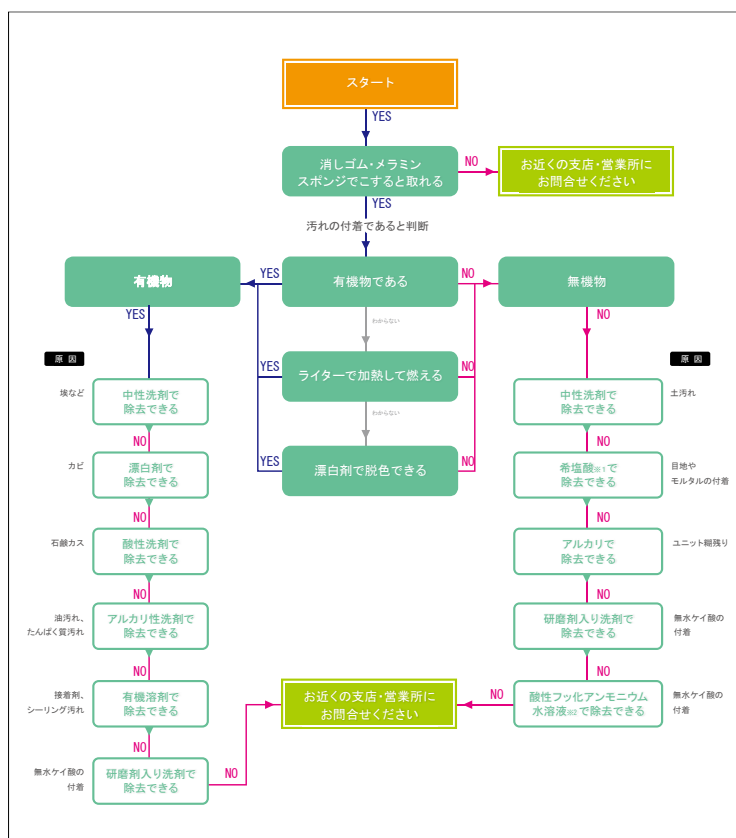 スタート
YES
消しゴム・メラミン
スポンジでこすると取れる
NO
お近くの支店・営業所に
お問合せください
YES
汚れの付着であると判断
有機物
YES
有機物である
NO
無機物
YES
わからない
NO
原因
YES
ライターで加熱して燃える
NO
原因
埃など
中性洗剤で
除去できる
わからない
中性洗剤で
除去できる
土汚れ
NO
NO
カビ
漂白剤で
除去できる
YES
漂白剤で脱色できる
NO
希塩酸※1で
除去できる
目地や
モルタルの付着
NO
NO
石鹸カス
酸性洗剤で
除去できる
アルカリで
除去できる
ユニット糊残り
NO
NO
油汚れ、
たんぱく質汚れ
アルカリ性洗剤で
除去できる
研磨剤入り洗剤で
除去できる
無水ケイ酸の
付着
NO
NO
接着剤、
シーリング汚れ
有機溶剤で
除去できる
NO
お近くの支店・営業所に
お問合せください
NO
酸性フッ化アンモニウム
水溶液※2で除去できる
無水ケイ酸の
付着
NO
無水ケイ酸の
付着
研磨剤入り洗剤で
除去できる